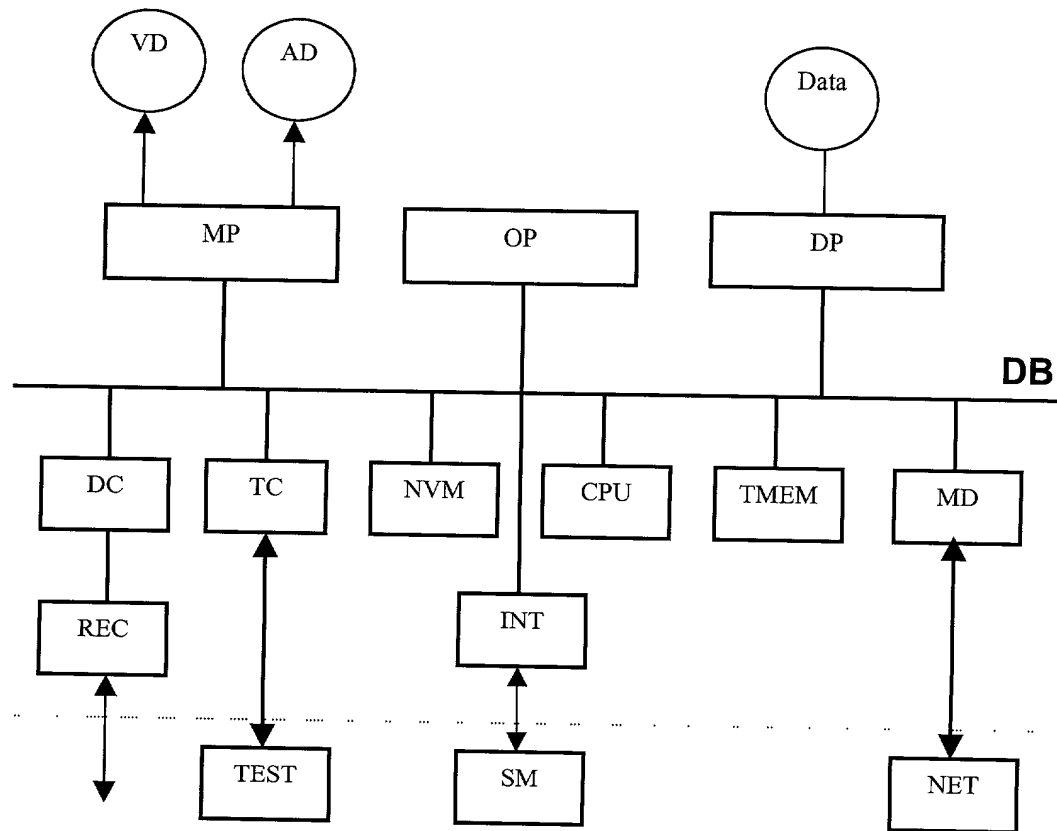 VD
AD
Data
MP
OP
DP
DB
DC
TC
NVM
CPU
TMEM
MD
REC
INT
TEST
SM
NET